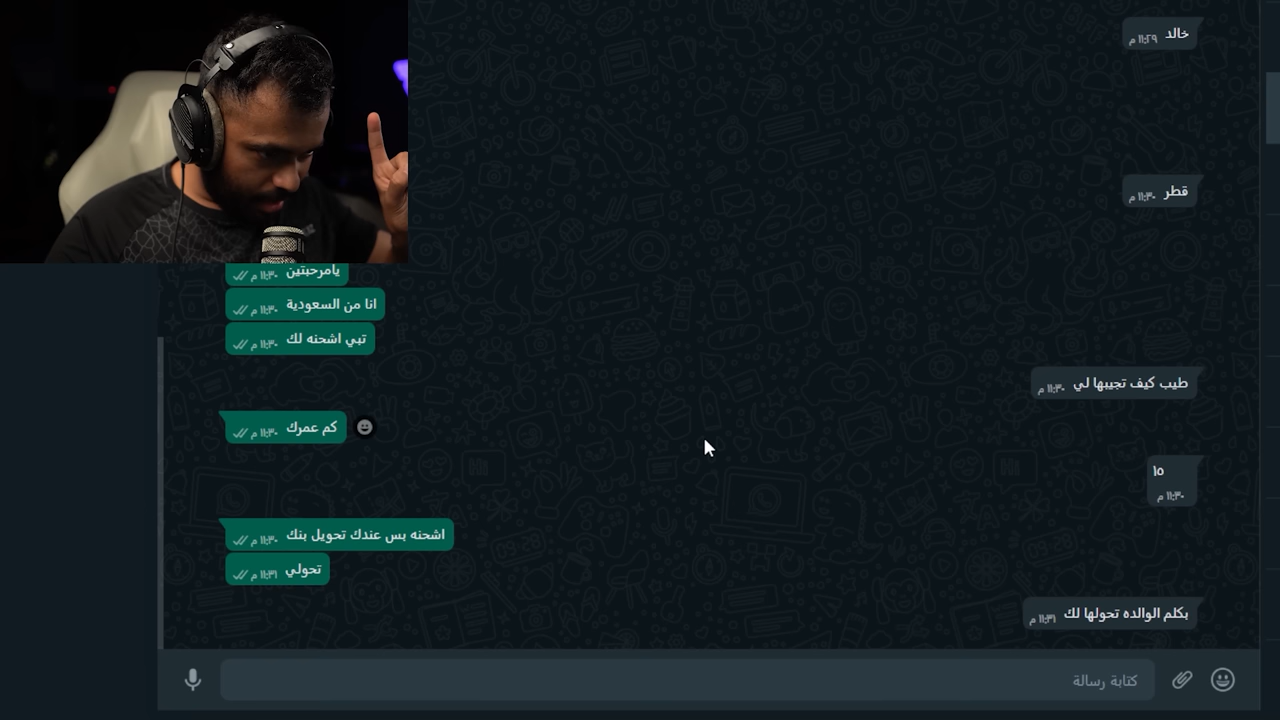 خالد
١١:٢٩ م
قطر
١١:٣٠ م
يامرحبتين
١١:٣٠ م
انا من السعودية
١١:٣٠ م
تبي اشحنه لك
١١:٣٠ م
طيب كيف تجيبها لي
١١:٣٠ م
كم عمرك
١١:٣٠ م
١٥
١١:٣٠ م
اشحنه بس عندك تحويل بنك
١١:٣٠ م
تحولي
١١:٣١ م
بكلم الوالده تحولها لك
١١:٣١ م
كتابة رسالة